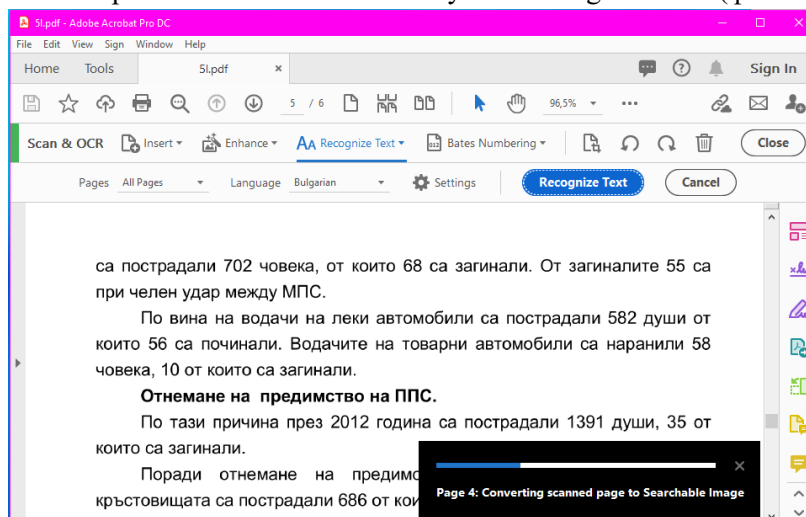 5l.pdf - Adobe Acrobat Pro DC
File Edit View Sign Window Help
Home Tools 5l.pdf × ? Sign In
5 / 6 96,5%
Scan & OCR Insert Enhance Recognize Text Bates Numbering Close
Pages All Pages Language Bulgarian Settings Recognize Text Cancel
са пострадали 702 човека, от които 68 са загинали. От загиналите 55 са
при челен удар между МПС.
По вина на водачи на леки автомобили са пострадали 582 души от
които 56 са починали. Водачите на товарни автомобили са наранили 58
човека, 10 от които са загинали.
Отнемане на предимство на ППС.
По тази причина през 2012 година са пострадали 1391 души, 35 от
които са загинали.
Поради отнемане на
кръстовищата са пострадали 686 от
Page 4: Converting scanned page to Searchable Image